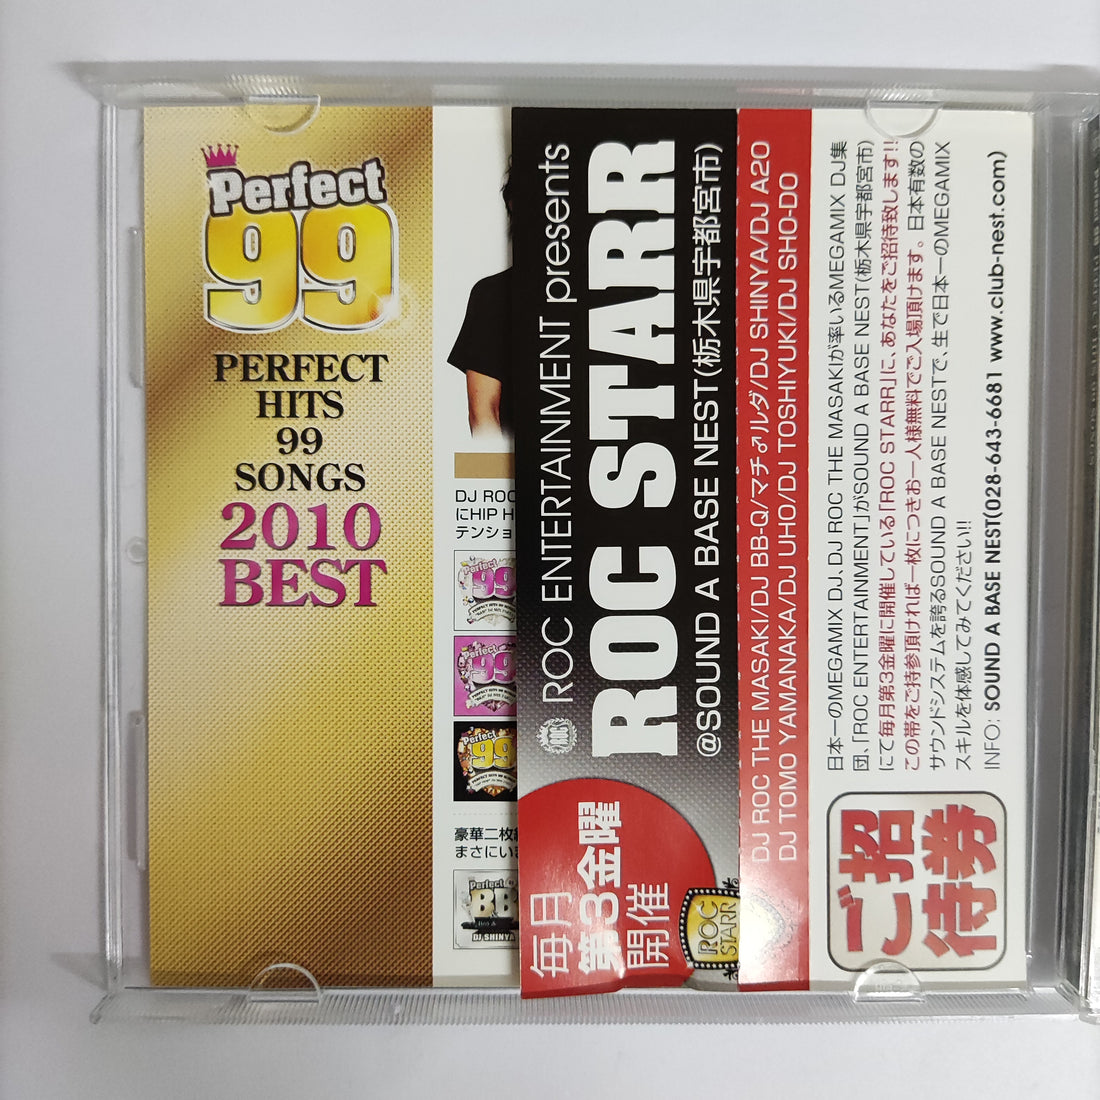 Perfect
99
PERFECT
HITS
99
SONGS
2010
BEST
DJ ROC
にHIP H
テンショ
Perfect
99
Perfect
99
Perfect
99
豪華二枚組
まさにいま
Perfect
BB
DJ SHINYA
ROC
ROC ENTERTAINMENT presents
ROC STARR
@SOUND A BASE NEST(栃木県宇都宮市)
毎月
第3金曜
開催
ROC
STARR
DJ ROC THE MASAKI/DJ BB-Q/マチ♂ルダ/DJ SHINYA/DJ A20
DJ TOMO YAMANAKA/DJ UHO/DJ TOSHIYUKI/DJ SHO-DO
日本一のMEGAMIX DJ、DJ ROC THE MASAKIが率いるMEGAMIX DJ集
団、「ROC ENTERTAINMENT」がSOUND A BASE NEST(栃木県宇都宮市)
にて毎月第3金曜に開催している「ROC STARR」に、あなたをご招待致します!!
この帯をご持参頂ければ一枚につきお一人様無料でご入場頂けます。日本有数の
サウンドシステムを誇るSOUND A BASE NESTで、生で日本一のMEGAMIX
スキルを体感してみてください!!
INFO: SOUND A BASE NEST(028-643-6681 www.club-nest.com)
ご招
待券